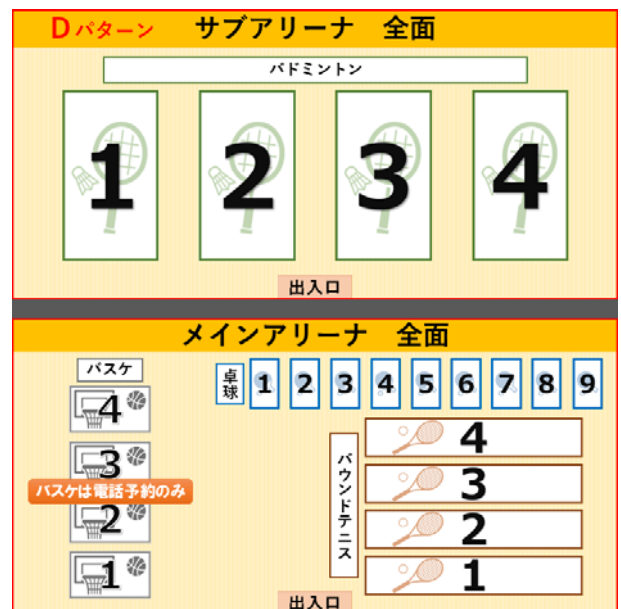 Dパターン サブアリーナ 全面
バドミントン
1 2 3 4
出入口
メインアリーナ 全面
バスケ
4
3
バスケは電話予約のみ
2
1
卓球
1 2 3 4 5 6 7 8 9
バウンドテニス
4
3
2
1
出入口